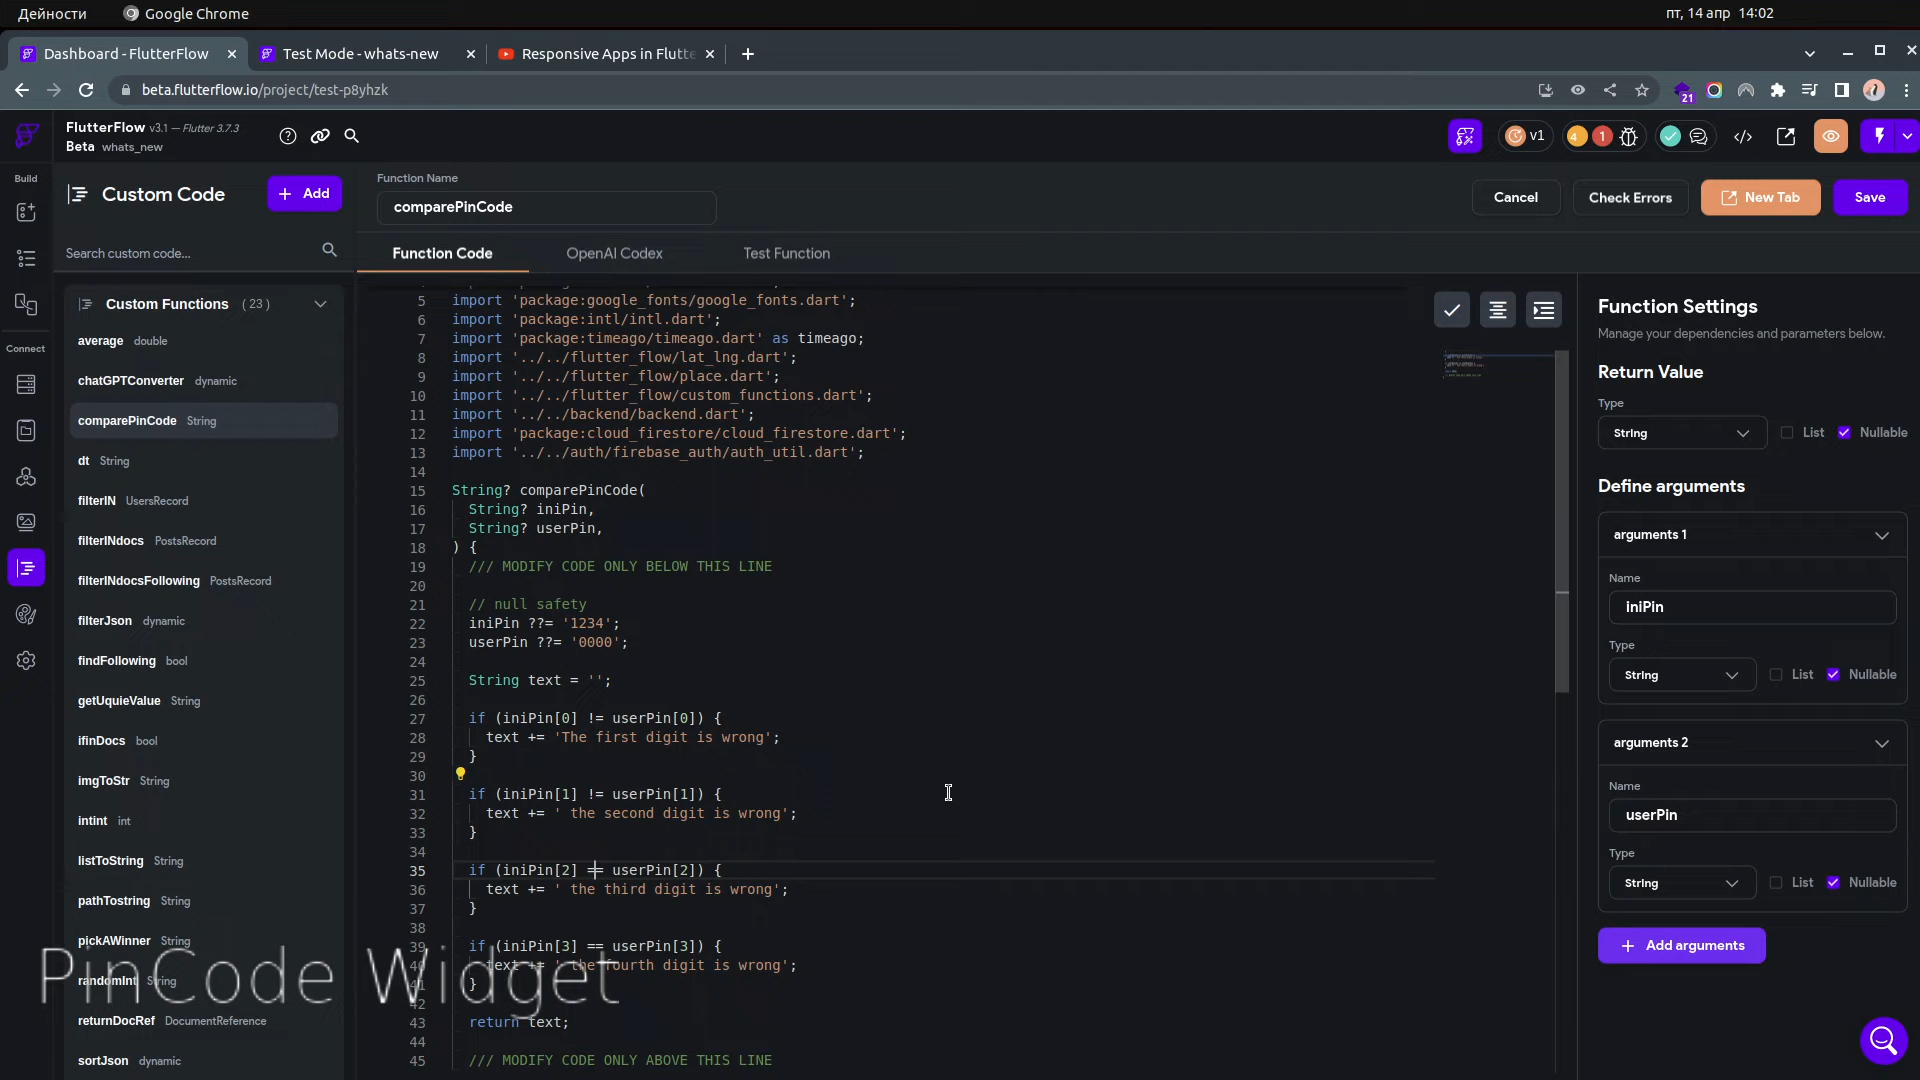 Дейности
Google Chrome
пт, 14 апр 14:02
Dashboard - FlutterFlow
Test Mode - whats-new
Responsive Apps in Flutte
beta.flutterflow.io/project/test-p8yhzk
21
FlutterFlow v3.1 — Flutter 3.7.3
Beta whats_new
v1
4
1
Build
Connect
Custom Code
+ Add
Search custom code...
Custom Functions ( 23 )
average double
chatGPTConverter dynamic
comparePinCode String
dt String
filterIN UsersRecord
filterINdocs PostsRecord
filterINdocsFollowing PostsRecord
filterJson dynamic
findFollowing bool
getUquieValue String
ifinDocs bool
imgToStr String
intint int
listToString String
pathTostring String
pickAWinner String
randomInt String
returnDocRef DocumentReference
sortJson dynamic
Function Name
comparePinCode
Cancel
Check Errors
New Tab
Save
Function Code
OpenAI Codex
Test Function
5 import 'package:google_fonts/google_fonts.dart';
6 import 'package:intl/intl.dart';
7 import 'package:timeago/timeago.dart' as timeago;
8 import '../../flutter_flow/lat_lng.dart';
9 import '../../flutter_flow/place.dart';
10 import '../../flutter_flow/custom_functions.dart';
11 import '../../backend/backend.dart';
12 import 'package:cloud_firestore/cloud_firestore.dart';
13 import '../../auth/firebase_auth/auth_util.dart';
14
15 String? comparePinCode(
16 String? iniPin,
17 String? userPin,
18 ) {
19 /// MODIFY CODE ONLY BELOW THIS LINE
20
21 // null safety
22 iniPin ??= '1234';
23 userPin ??= '0000';
24
25 String text = '';
26
27 if (iniPin[0] != userPin[0]) {
28 text += 'The first digit is wrong';
29 }
30
31 if (iniPin[1] != userPin[1]) {
32 text += ' the second digit is wrong';
33 }
34
35 if (iniPin[2] == userPin[2]) {
36 text += ' the third digit is wrong';
37 }
38
39 if (iniPin[3] == userPin[3]) {
40 text += ' the fourth digit is wrong';
41 }
42
43 return text;
44
45 /// MODIFY CODE ONLY ABOVE THIS LINE
PinCode Widget
Function Settings
Manage your dependencies and parameters below.
Return Value
Type
String
List
Nullable
Define arguments
arguments 1
Name
iniPin
Type
String
List
Nullable
arguments 2
Name
userPin
Type
String
List
Nullable
+ Add arguments